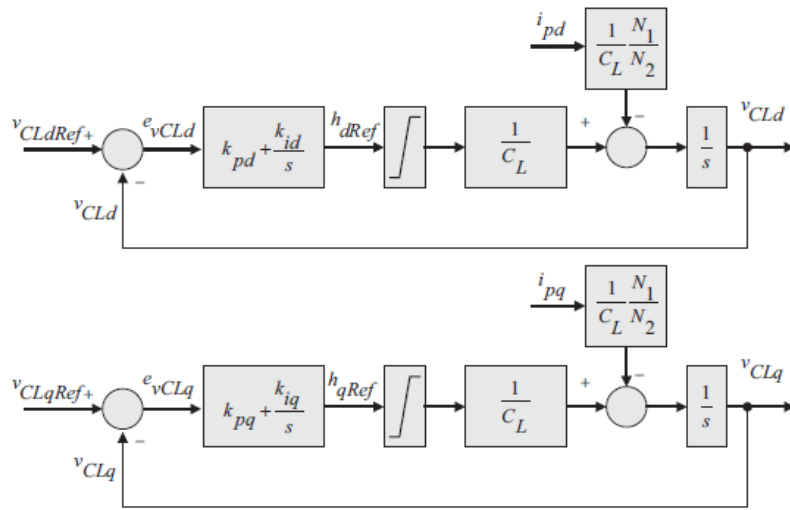 i_pd
1/C_L N_1/N_2
v_CLdRef+
e_vCLd
k_pd + k_id/s
h_dRef
1/C_L
+
−
1/s
v_CLd
−
v_CLd
i_pq
1/C_L N_1/N_2
v_CLqRef+
e_vCLq
k_pq + k_iq/s
h_qRef
1/C_L
+
−
1/s
v_CLq
−
v_CLq